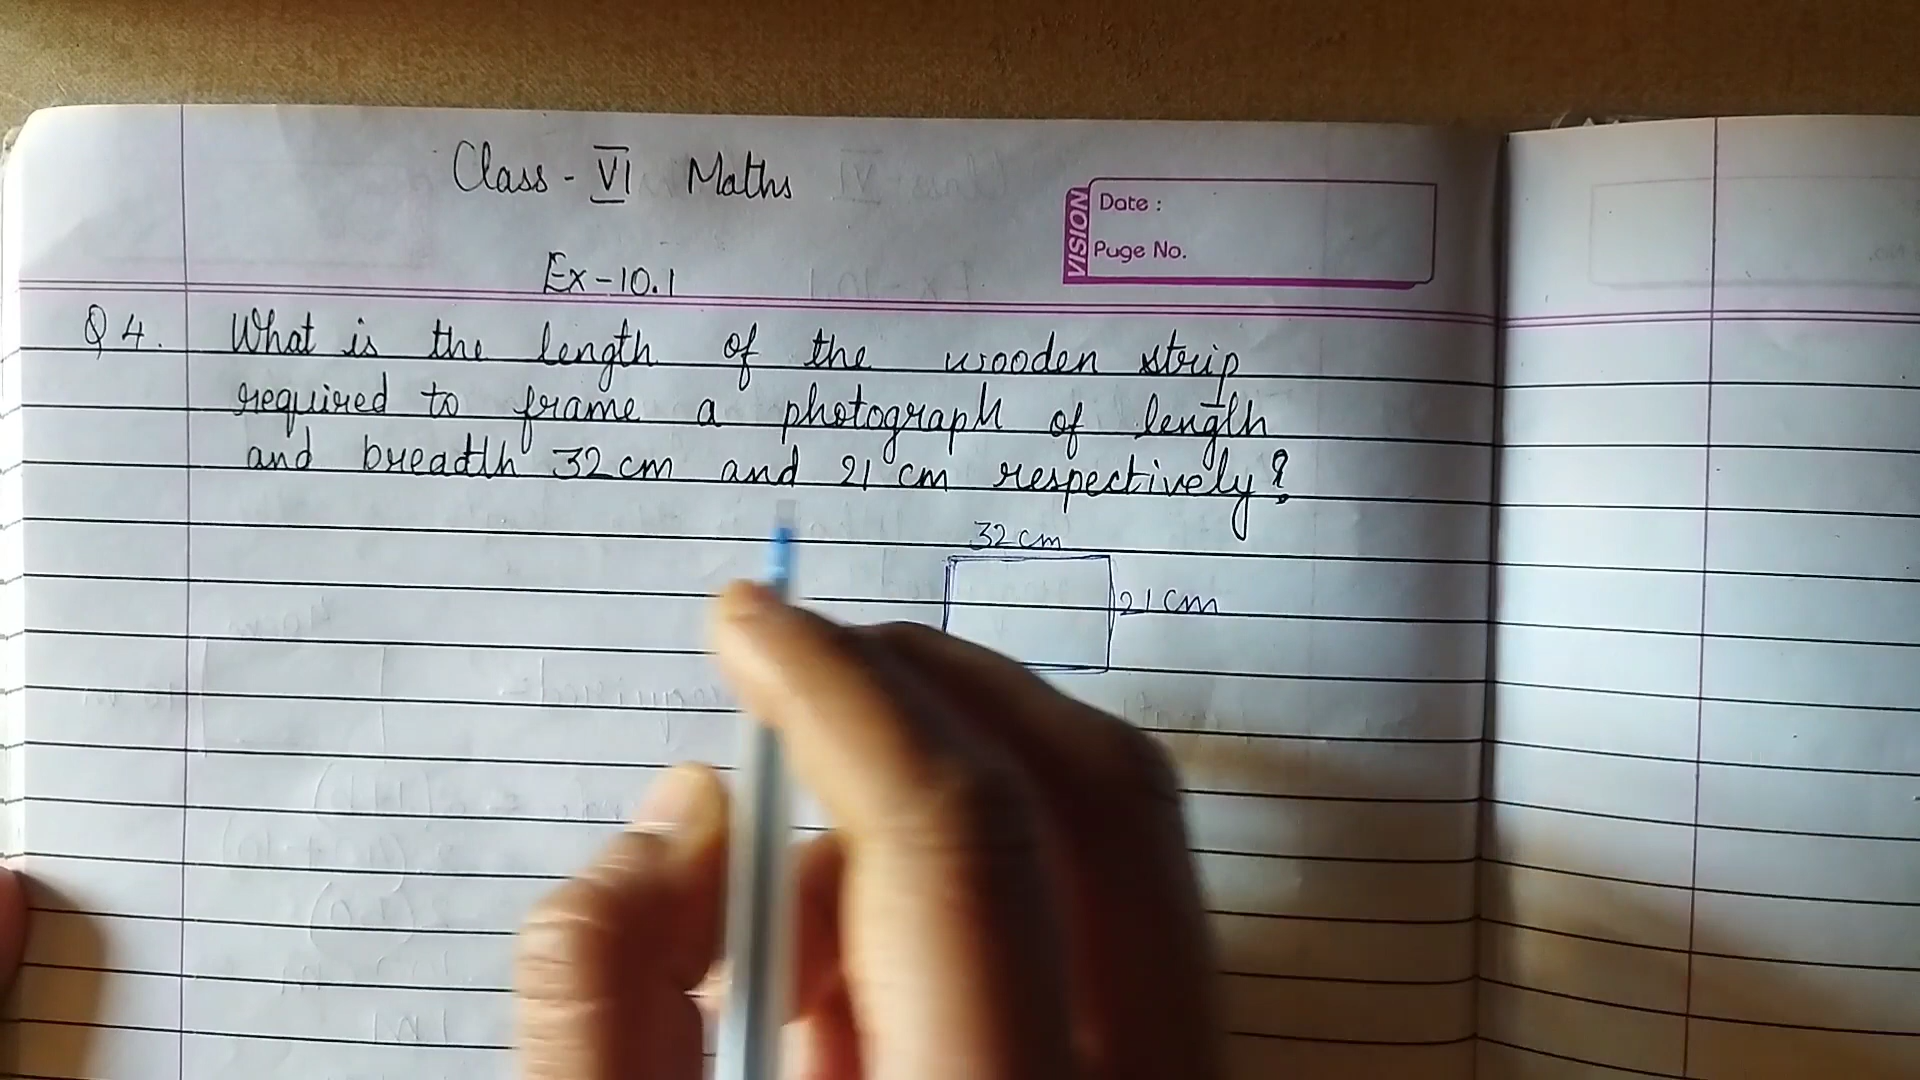 Class - VI Maths
VISION
Date :
Page No.
Ex - 10.1
Q 4. What is the length of the wooden strip
required to frame a photograph of length
and breadth 32 cm and 21 cm respectively?
32 cm
21 cm